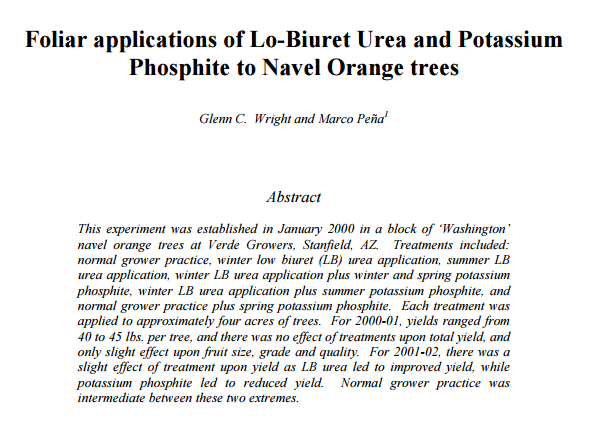 Foliar applications of Lo-Biuret Urea and Potassium
Phosphite to Navel Orange trees
Glenn C. Wright and Marco Peña1
Abstract
This experiment was established in January 2000 in a block of ‘Washington’
navel orange trees at Verde Growers, Stanfield, AZ. Treatments included:
normal grower practice, winter low biuret (LB) urea application, summer LB
urea application, winter LB urea application plus winter and spring potassium
phosphite, winter LB urea application plus summer potassium phosphite, and
normal grower practice plus spring potassium phosphite. Each treatment was
applied to approximately four acres of trees. For 2000-01, yields ranged from
40 to 45 lbs. per tree, and there was no effect of treatments upon total yield, and
only slight effect upon fruit size, grade and quality. For 2001-02, there was a
slight effect of treatment upon yield as LB urea led to improved yield, while
potassium phosphite led to reduced yield. Normal grower practice was
intermediate between these two extremes.